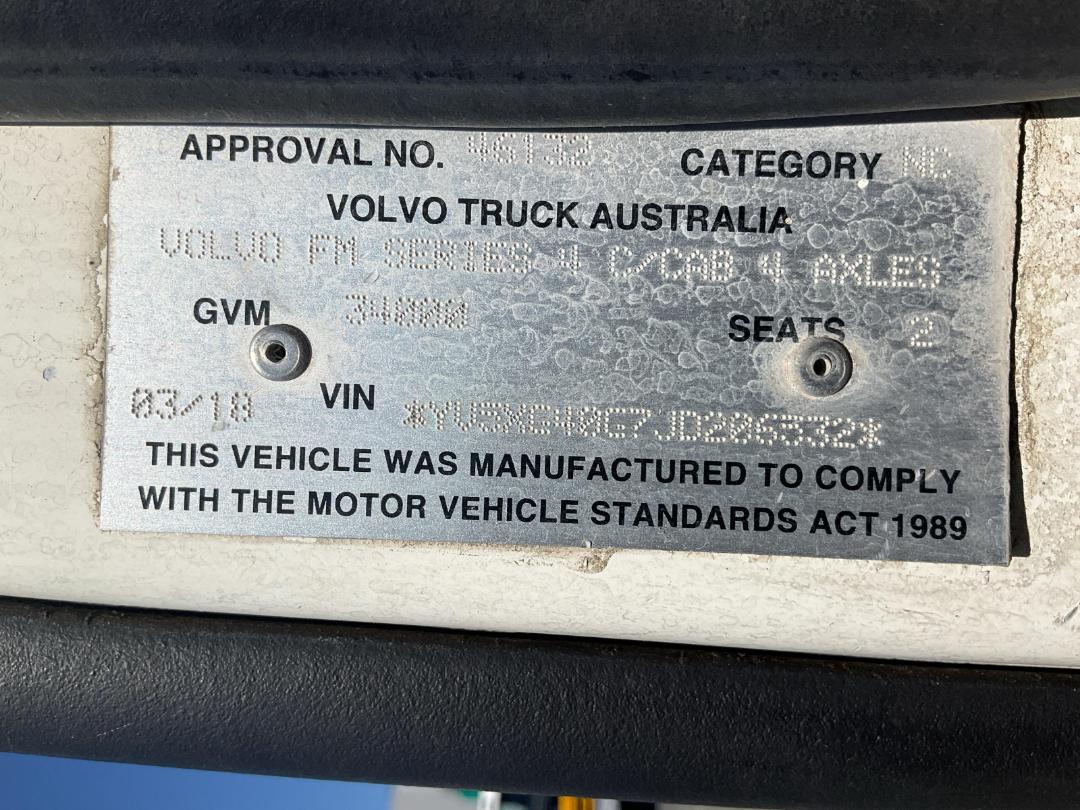 APPROVAL NO. 46132 CATEGORY NC
VOLVO TRUCK AUSTRALIA
VOLVO FM SERIES 4 C/CAB 4 AXLES
GVM 34000 SEATS 2
03/18 VIN *YV5XG40G7JD206332*
THIS VEHICLE WAS MANUFACTURED TO COMPLY
WITH THE MOTOR VEHICLE STANDARDS ACT 1989